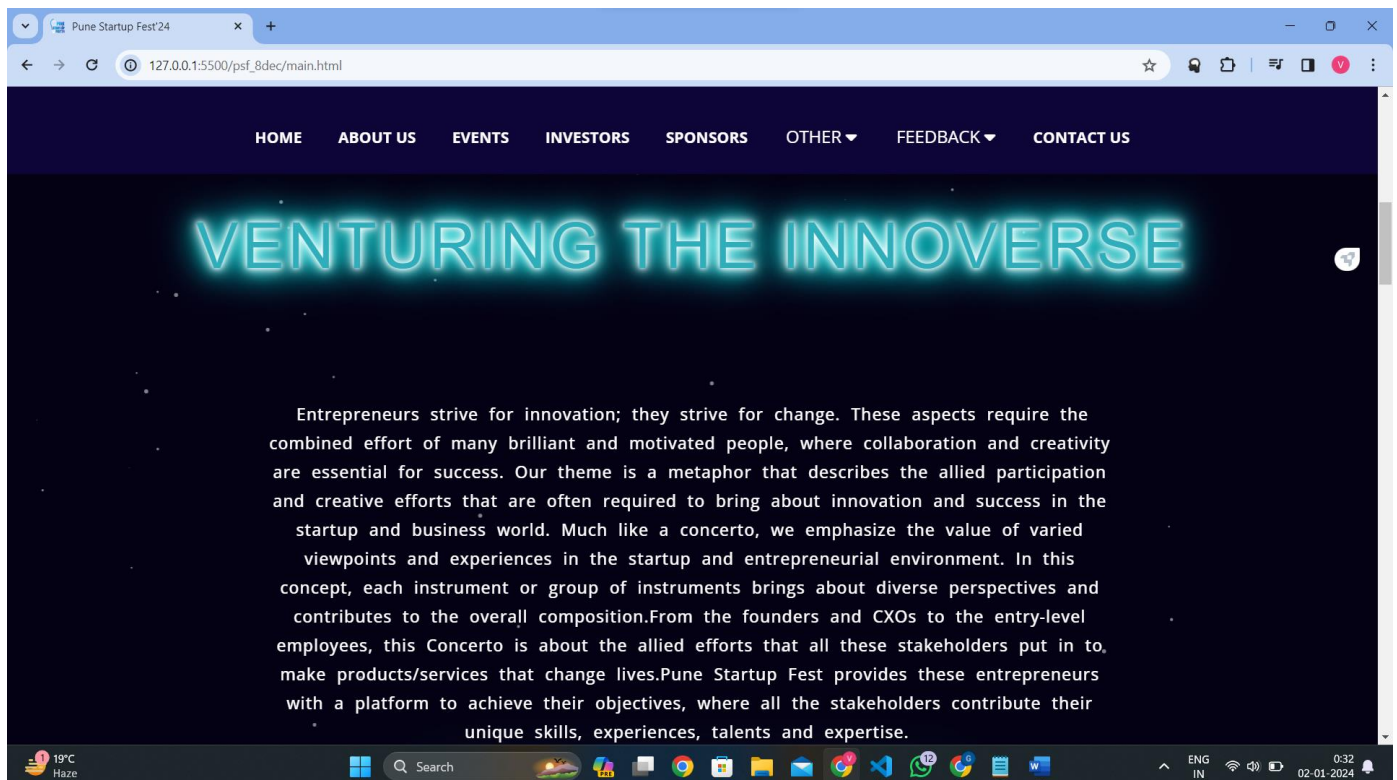 Pune Startup Fest'24
127.0.0.1:5500/psf_8dec/main.html
V
HOME ABOUT US EVENTS INVESTORS SPONSORS OTHER FEEDBACK CONTACT US
VENTURING THE INNOVERSE
Entrepreneurs strive for innovation; they strive for change. These aspects require the
combined effort of many brilliant and motivated people, where collaboration and creativity
are essential for success. Our theme is a metaphor that describes the allied participation
and creative efforts that are often required to bring about innovation and success in the
startup and business world. Much like a concerto, we emphasize the value of varied
viewpoints and experiences in the startup and entrepreneurial environment. In this
concept, each instrument or group of instruments brings about diverse perspectives and
contributes to the overall composition.From the founders and CXOs to the entry-level
employees, this Concerto is about the allied efforts that all these stakeholders put in to
make products/services that change lives.Pune Startup Fest provides these entrepreneurs
with a platform to achieve their objectives, where all the stakeholders contribute their
unique skills, experiences, talents and expertise.
1
19°C
Haze
Search
PRE
12
ENG
IN
0:32
02-01-2024